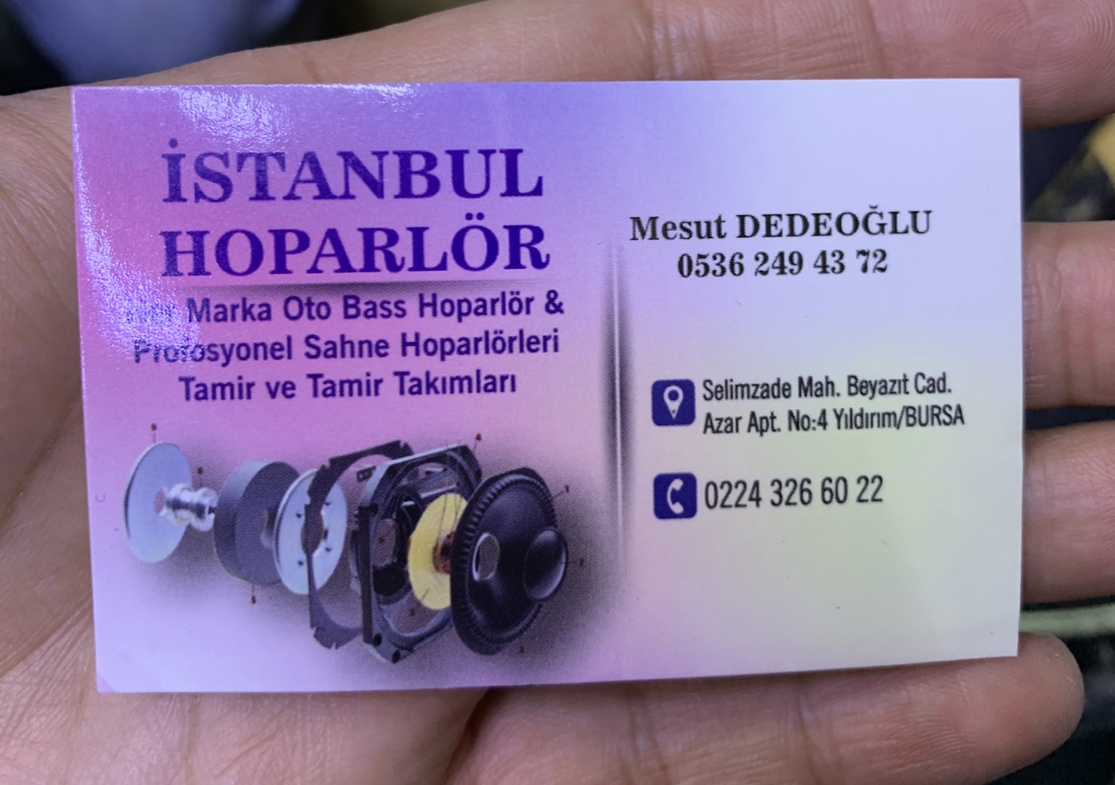 İSTANBUL
HOPARLÖR
Her Marka Oto Bass Hoparlör &
Profosyonel Sahne Hoparlörleri
Tamir ve Tamir Takımları
Mesut DEDEOĞLU
0536 249 43 72
Selimzade Mah. Beyazıt Cad.
Azar Apt. No:4 Yıldırım/BURSA
0224 326 60 22